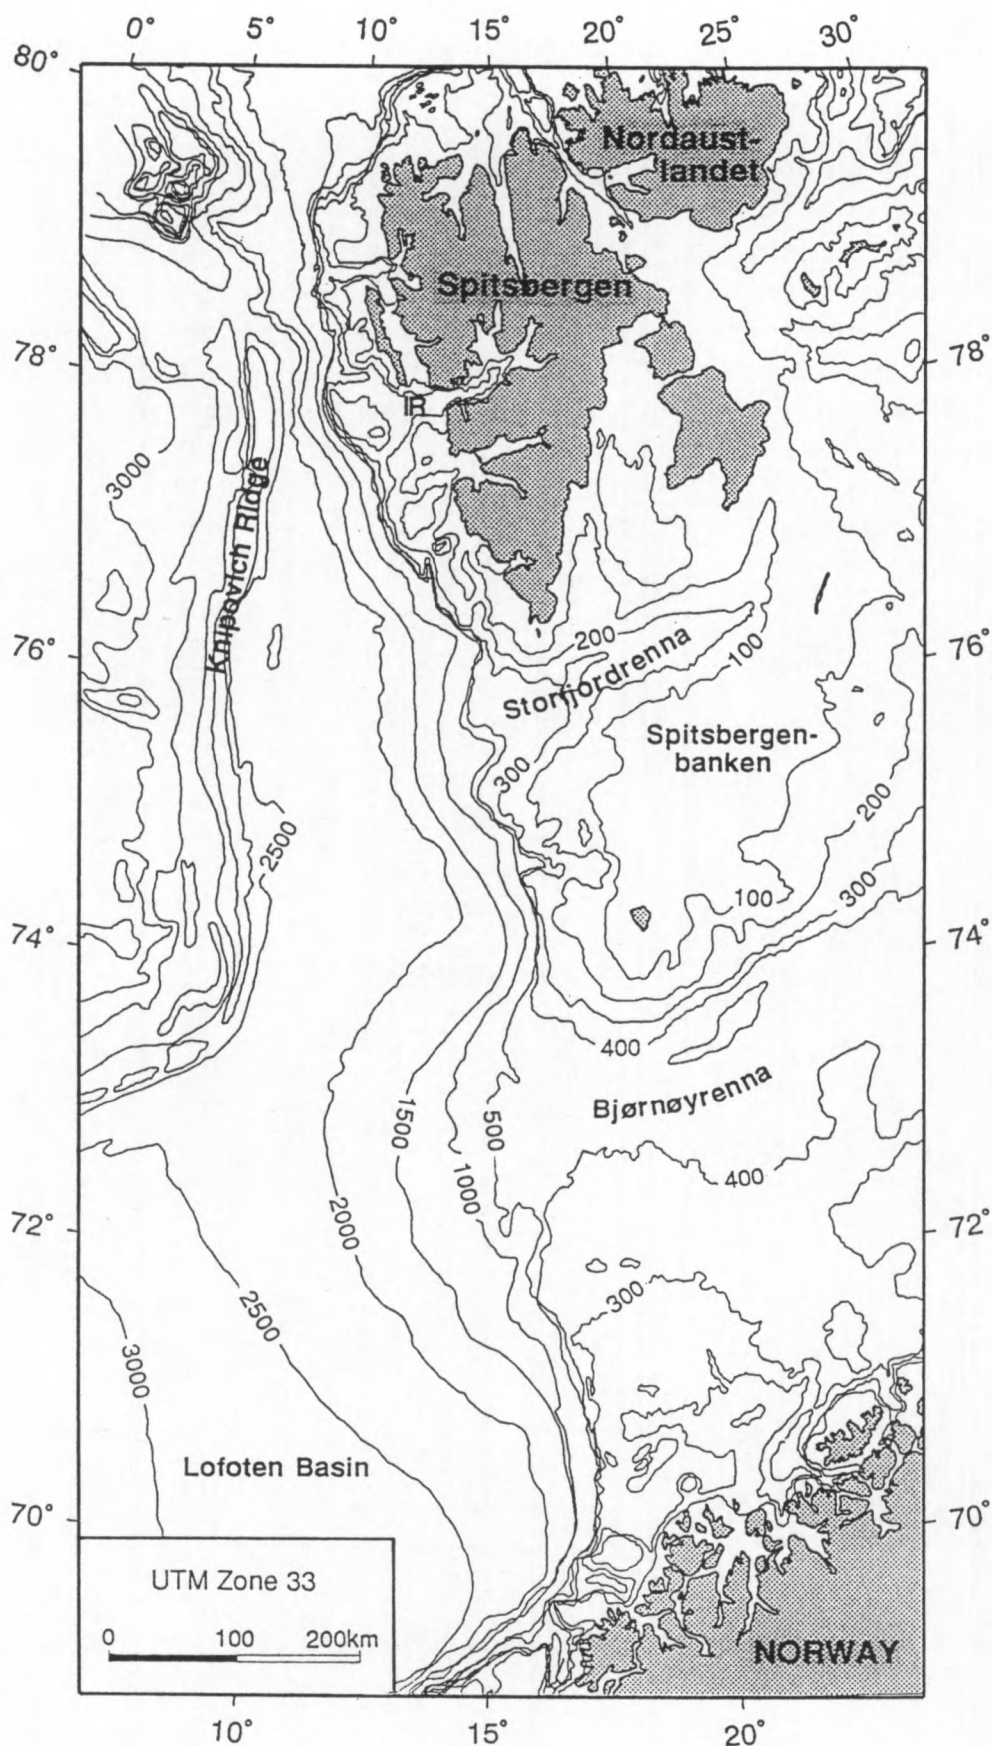 0° 5° 10° 15° 20° 25° 30°
80°
Nordaust-
landet
Spitsbergen
78° 78°
IR
3000
Knipovich Ridge
76° 76°
200
100
Storfjordrenna
Spitsbergen-
banken
300
200
2500
100
300
74° 74°
400
Bjørnøyrenna
1500
500
400
1000
2000
72° 72°
300
2500
3000
Lofoten Basin
70° 70°
UTM Zone 33
0 100 200km
NORWAY
10° 15° 20°